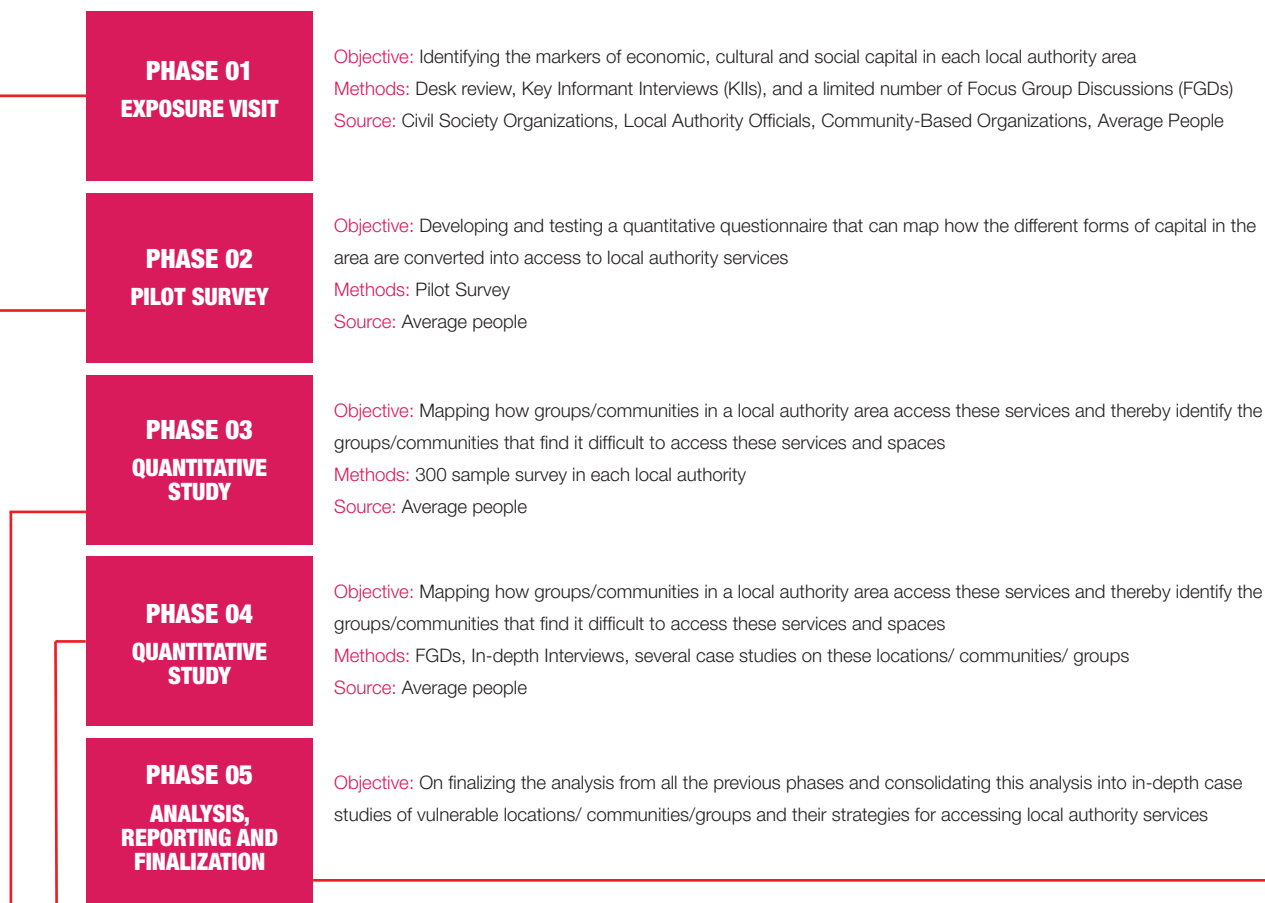 PHASE 01
EXPOSURE VISIT
Objective: Identifying the markers of economic, cultural and social capital in each local authority area
Methods: Desk review, Key Informant Interviews (KIIs), and a limited number of Focus Group Discussions (FGDs)
Source: Civil Society Organizations, Local Authority Officials, Community-Based Organizations, Average People
PHASE 02
PILOT SURVEY
Objective: Developing and testing a quantitative questionnaire that can map how the different forms of capital in the
area are converted into access to local authority services
Methods: Pilot Survey
Source: Average people
PHASE 03
QUANTITATIVE
STUDY
Objective: Mapping how groups/communities in a local authority area access these services and thereby identify the
groups/communities that find it difficult to access these services and spaces
Methods: 300 sample survey in each local authority
Source: Average people
PHASE 04
QUANTITATIVE
STUDY
Objective: Mapping how groups/communities in a local authority area access these services and thereby identify the
groups/communities that find it difficult to access these services and spaces
Methods: FGDs, In-depth Interviews, several case studies on these locations/ communities/ groups
Source: Average people
PHASE 05
ANALYSIS,
REPORTING AND
FINALIZATION
Objective: On finalizing the analysis from all the previous phases and consolidating this analysis into in-depth case
studies of vulnerable locations/ communities/groups and their strategies for accessing local authority services